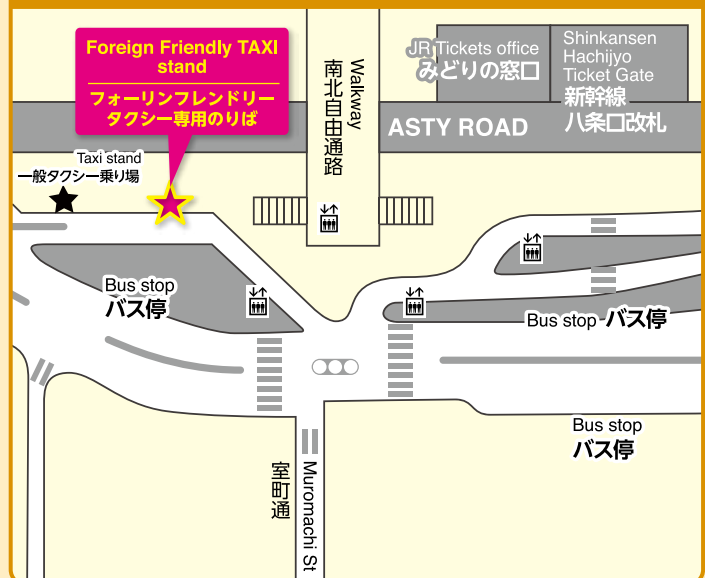 Foreign Friendly TAXI
stand
フォーリンフレンドリー
タクシー専用のりば
Walkway
南北自由通路
JR Tickets office
みどりの窓口
Shinkansen
Hachijyo
Ticket Gate
新幹線
八条口改札
ASTY ROAD
Taxi stand
一般タクシー乗り場
Bus stop
バス停
Bus stop バス停
Bus stop
バス停
室町通
Muromachi St